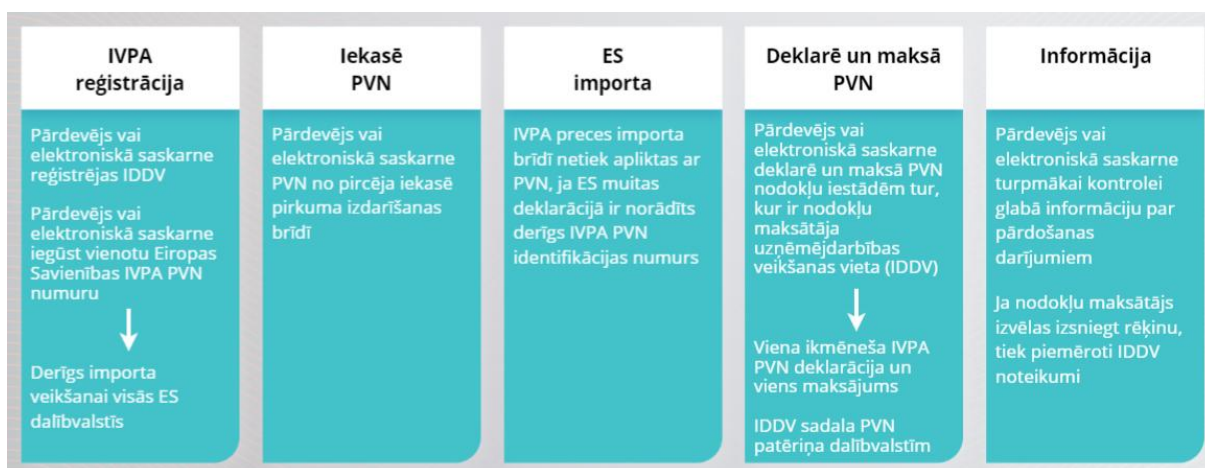 IVPA
reģistrācija
Pārdevējs vai
elektroniskā saskarne
reģistrējas IDDV
Pārdevējs vai
elektroniskā saskarne
iegūst vienotu Eiropas
Savienības IVPA PVN
numuru
Derīgs importa
veikšanai visās ES
dalībvalstīs
Iekasē
PVN
Pārdevējs vai
elektroniskā saskarne
PVN no pircēja iekasē
pirkuma izdarīšanas
brīdī
ES
importa
IVPA preces importa
brīdī netiek apliktas ar
PVN, ja ES muitas
deklarācijā ir norādīts
derīgs IVPA PVN
identifikācijas numurs
Deklarē un maksā
PVN
Pārdevējs vai
elektroniskā saskarne
deklarē un maksā PVN
nodokļu iestādēm tur,
kur ir nodokļu
maksātāja
uzņēmējdarbības
veikšanas vieta (IDDV)
Viena ikmēneša IVPA
PVN deklarācija un
viens maksājums
IDDV sadala PVN
patēriņa dalībvalstīm
Informācija
Pārdevējs vai
elektroniskā saskarne
turpmākai kontrolei
glabā informāciju par
pārdošanas
darījumiem
Ja nodokļu maksātājs
izvēlas izsniegt rēķinu,
tiek piemēroti IDDV
noteikumi